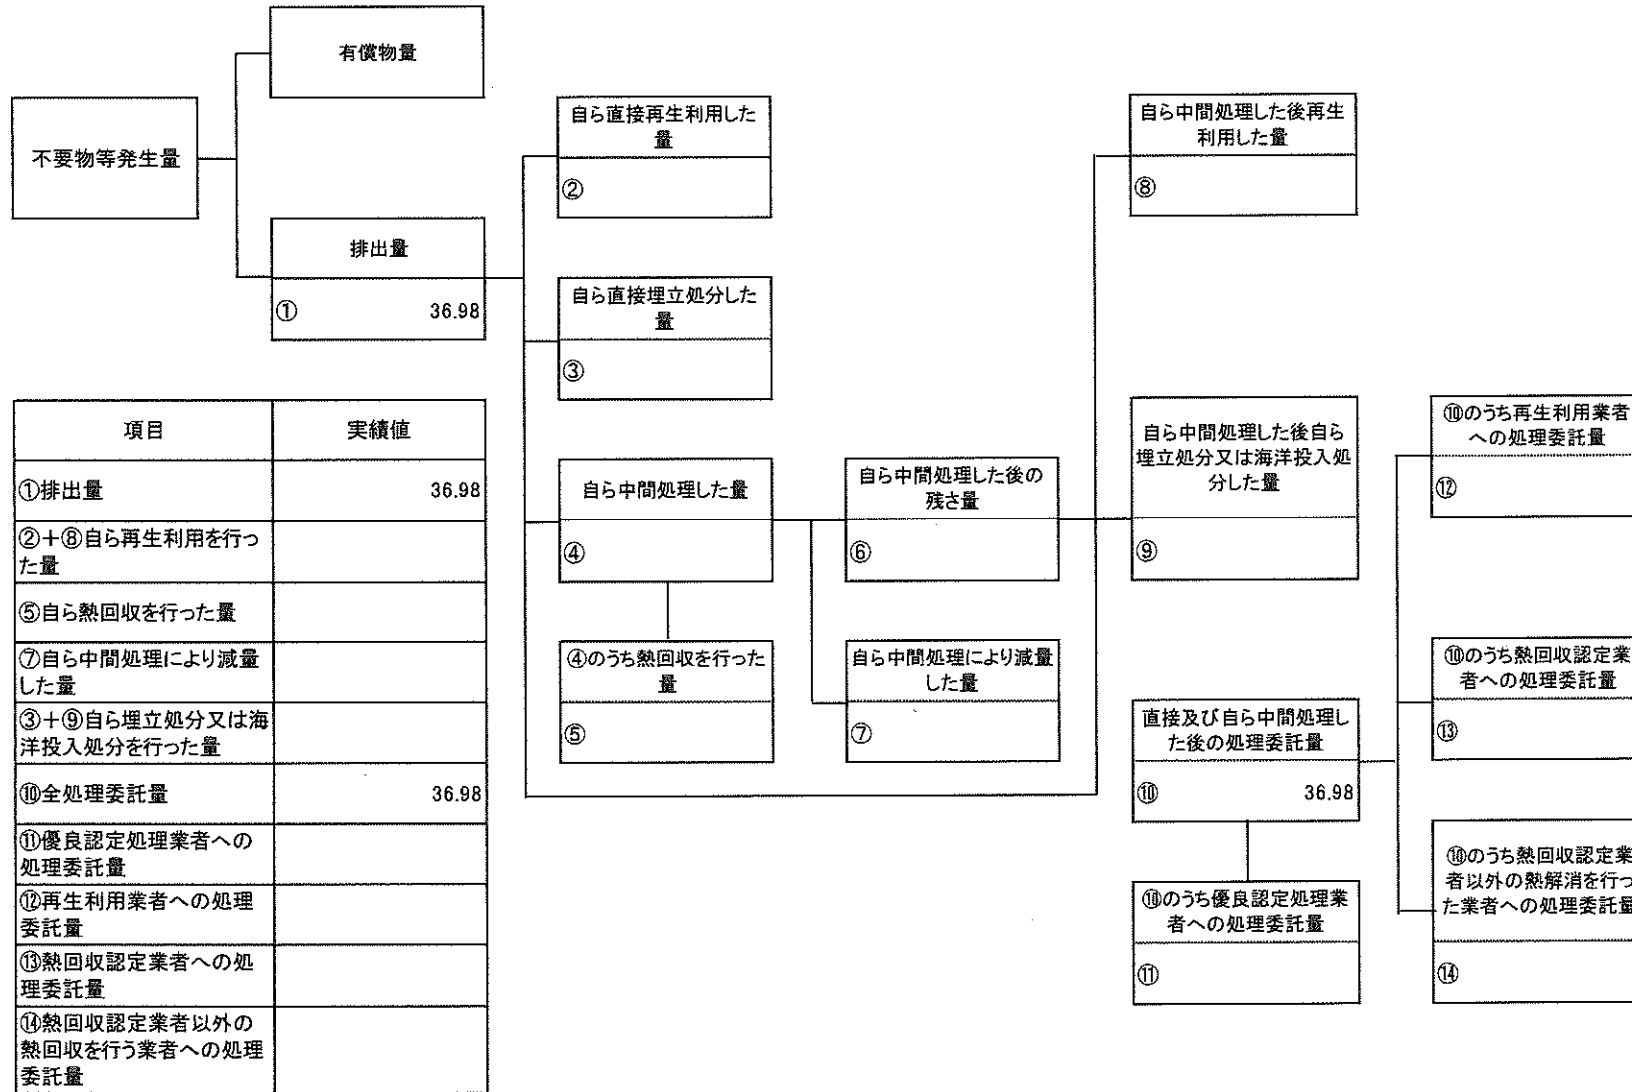 有償物量
不要物等発生量
排出量
① 36.98
自ら直接再生利用した
量
②
自ら直接埋立処分した
量
③
自ら中間処理した量
④
④のうち熱回収を行った
量
⑤
自ら中間処理した後の
残さ量
⑥
自ら中間処理により減量
した量
⑦
自ら中間処理した後再生
利用した量
⑧
自ら中間処理した後自ら
埋立処分又は海洋投入処
分した量
⑨
直接及び自ら中間処理し
た後の処理委託量
⑩ 36.98
⑩のうち優良認定処理業
者への処理委託量
⑪
⑩のうち再生利用業者
への処理委託量
⑫
⑩のうち熱回収認定業
者への処理委託量
⑬
⑩のうち熱回収認定業
者以外の熱解消を行っ
た業者への処理委託量
⑭
項目 実績値
①排出量 36.98
②＋⑧自ら再生利用を行っ
た量
⑤自ら熱回収を行った量
⑦自ら中間処理により減量
した量
③＋⑨自ら埋立処分又は海
洋投入処分を行った量
⑩全処理委託量 36.98
⑪優良認定処理業者への
処理委託量
⑫再生利用業者への処理
委託量
⑬熱回収認定業者への処
理委託量
⑭熱回収認定業者以外の
熱回収を行う業者への処理
委託量